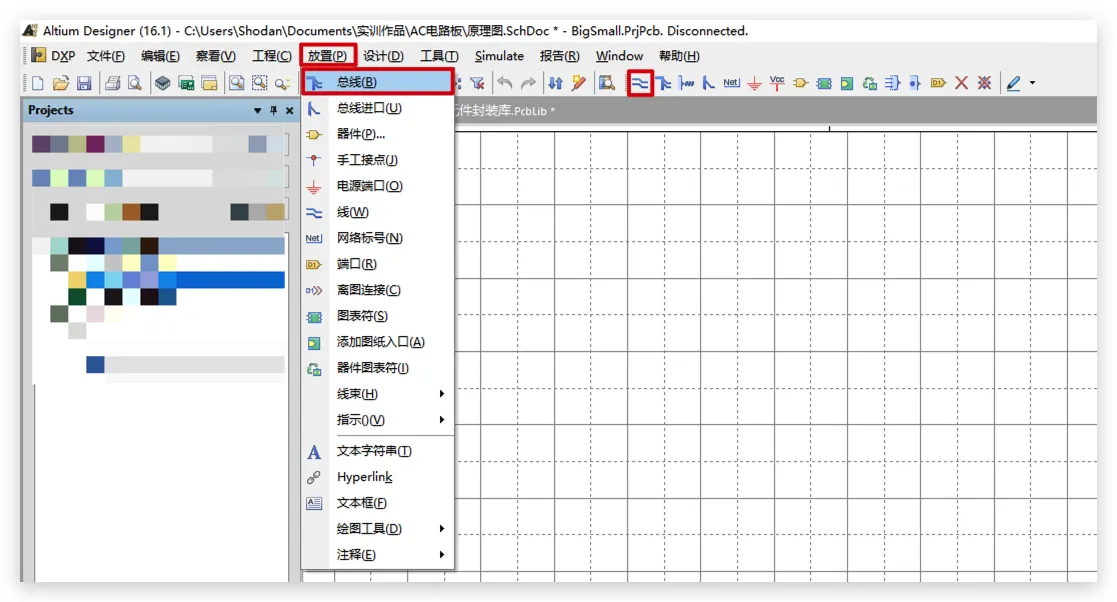 Altium Designer (16.1) - C:\Users\Shodan\Documents\实训作品\AC电路板\原理图.SchDoc * - BigSmall.PrjPcb. Disconnected.
DXP 文件(F) 编辑(E) 察看(V) 工程(C) 放置(P) 设计(D) 工具(T) Simulate 报告(R) Window 帮助(H)
Net VCC D1
Projects
元件封装库.PcbLib *
总线(B)
总线进口(U)
器件(P)...
手工接点(J)
电源端口(O)
线(W)
Net 网络标号(N)
D1 端口(R)
D1 离图连接(C)
图表符(S)
添加图纸入口(A)
器件图表符(I)
线束(H)
指示()(V)
A 文本字符串(T)
Hyperlink
A 文本框(F)
绘图工具(D)
注释(E)